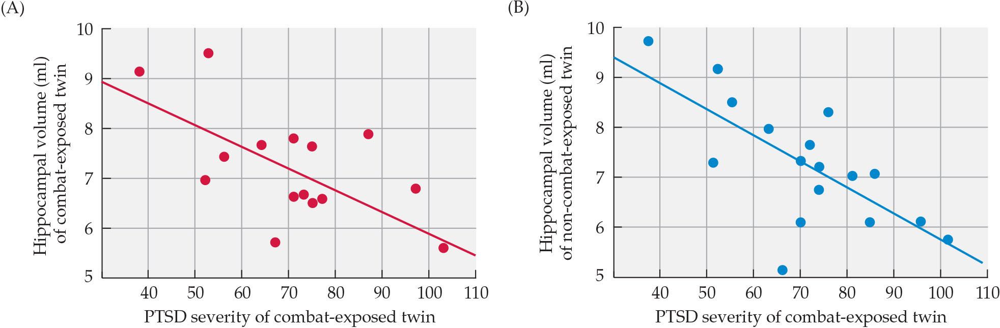 (A)
10
9
8
7
6
5
Hippocampal volume (ml)
of combat-exposed twin
40 50 60 70 80 90 100 110
PTSD severity of combat-exposed twin
(B)
10
9
8
7
6
5
Hippocampal volume (ml)
of non-combat-exposed twin
40 50 60 70 80 90 100 110
PTSD severity of combat-exposed twin